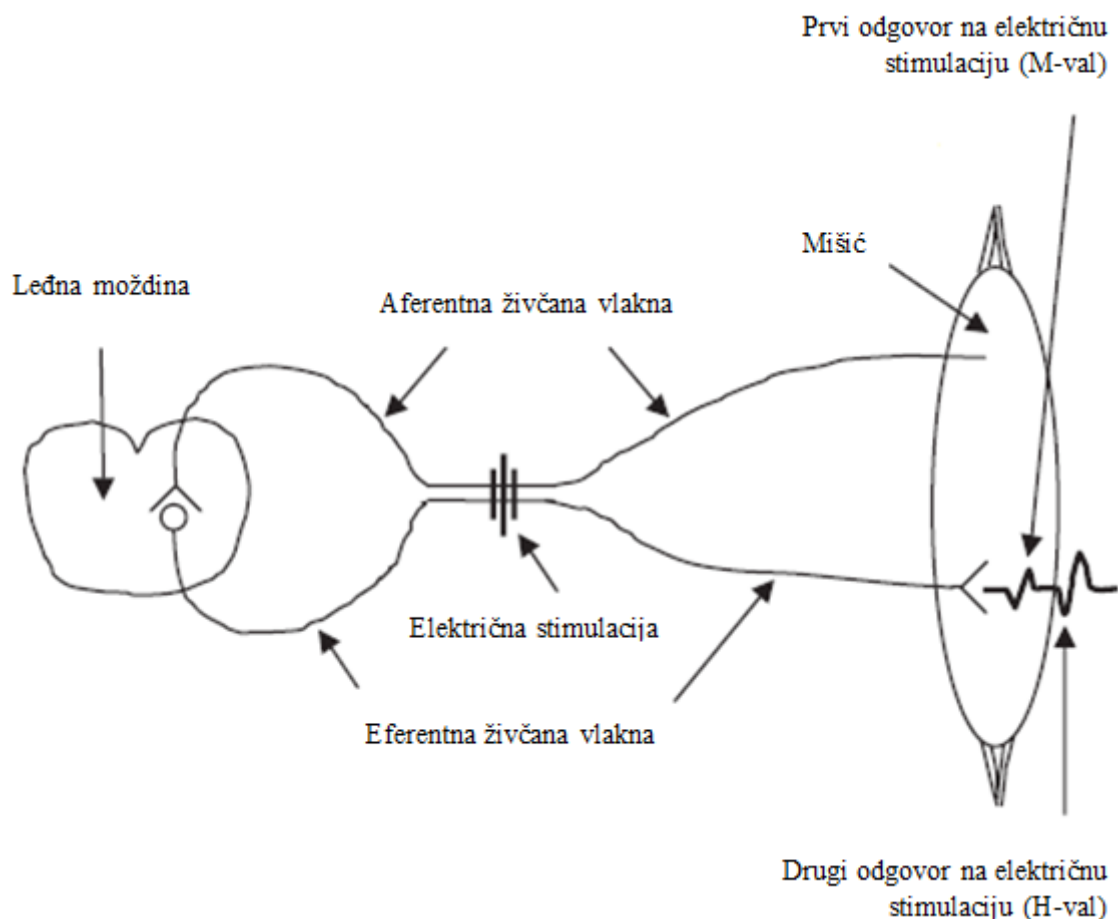 Prvi odgovor na električnu
stimulaciju (M-val)
Mišić
Leđna moždina
Aferentna živčana vlakna
Električna stimulacija
Eferentna živčana vlakna
Drugi odgovor na električnu
stimulaciju (H-val)